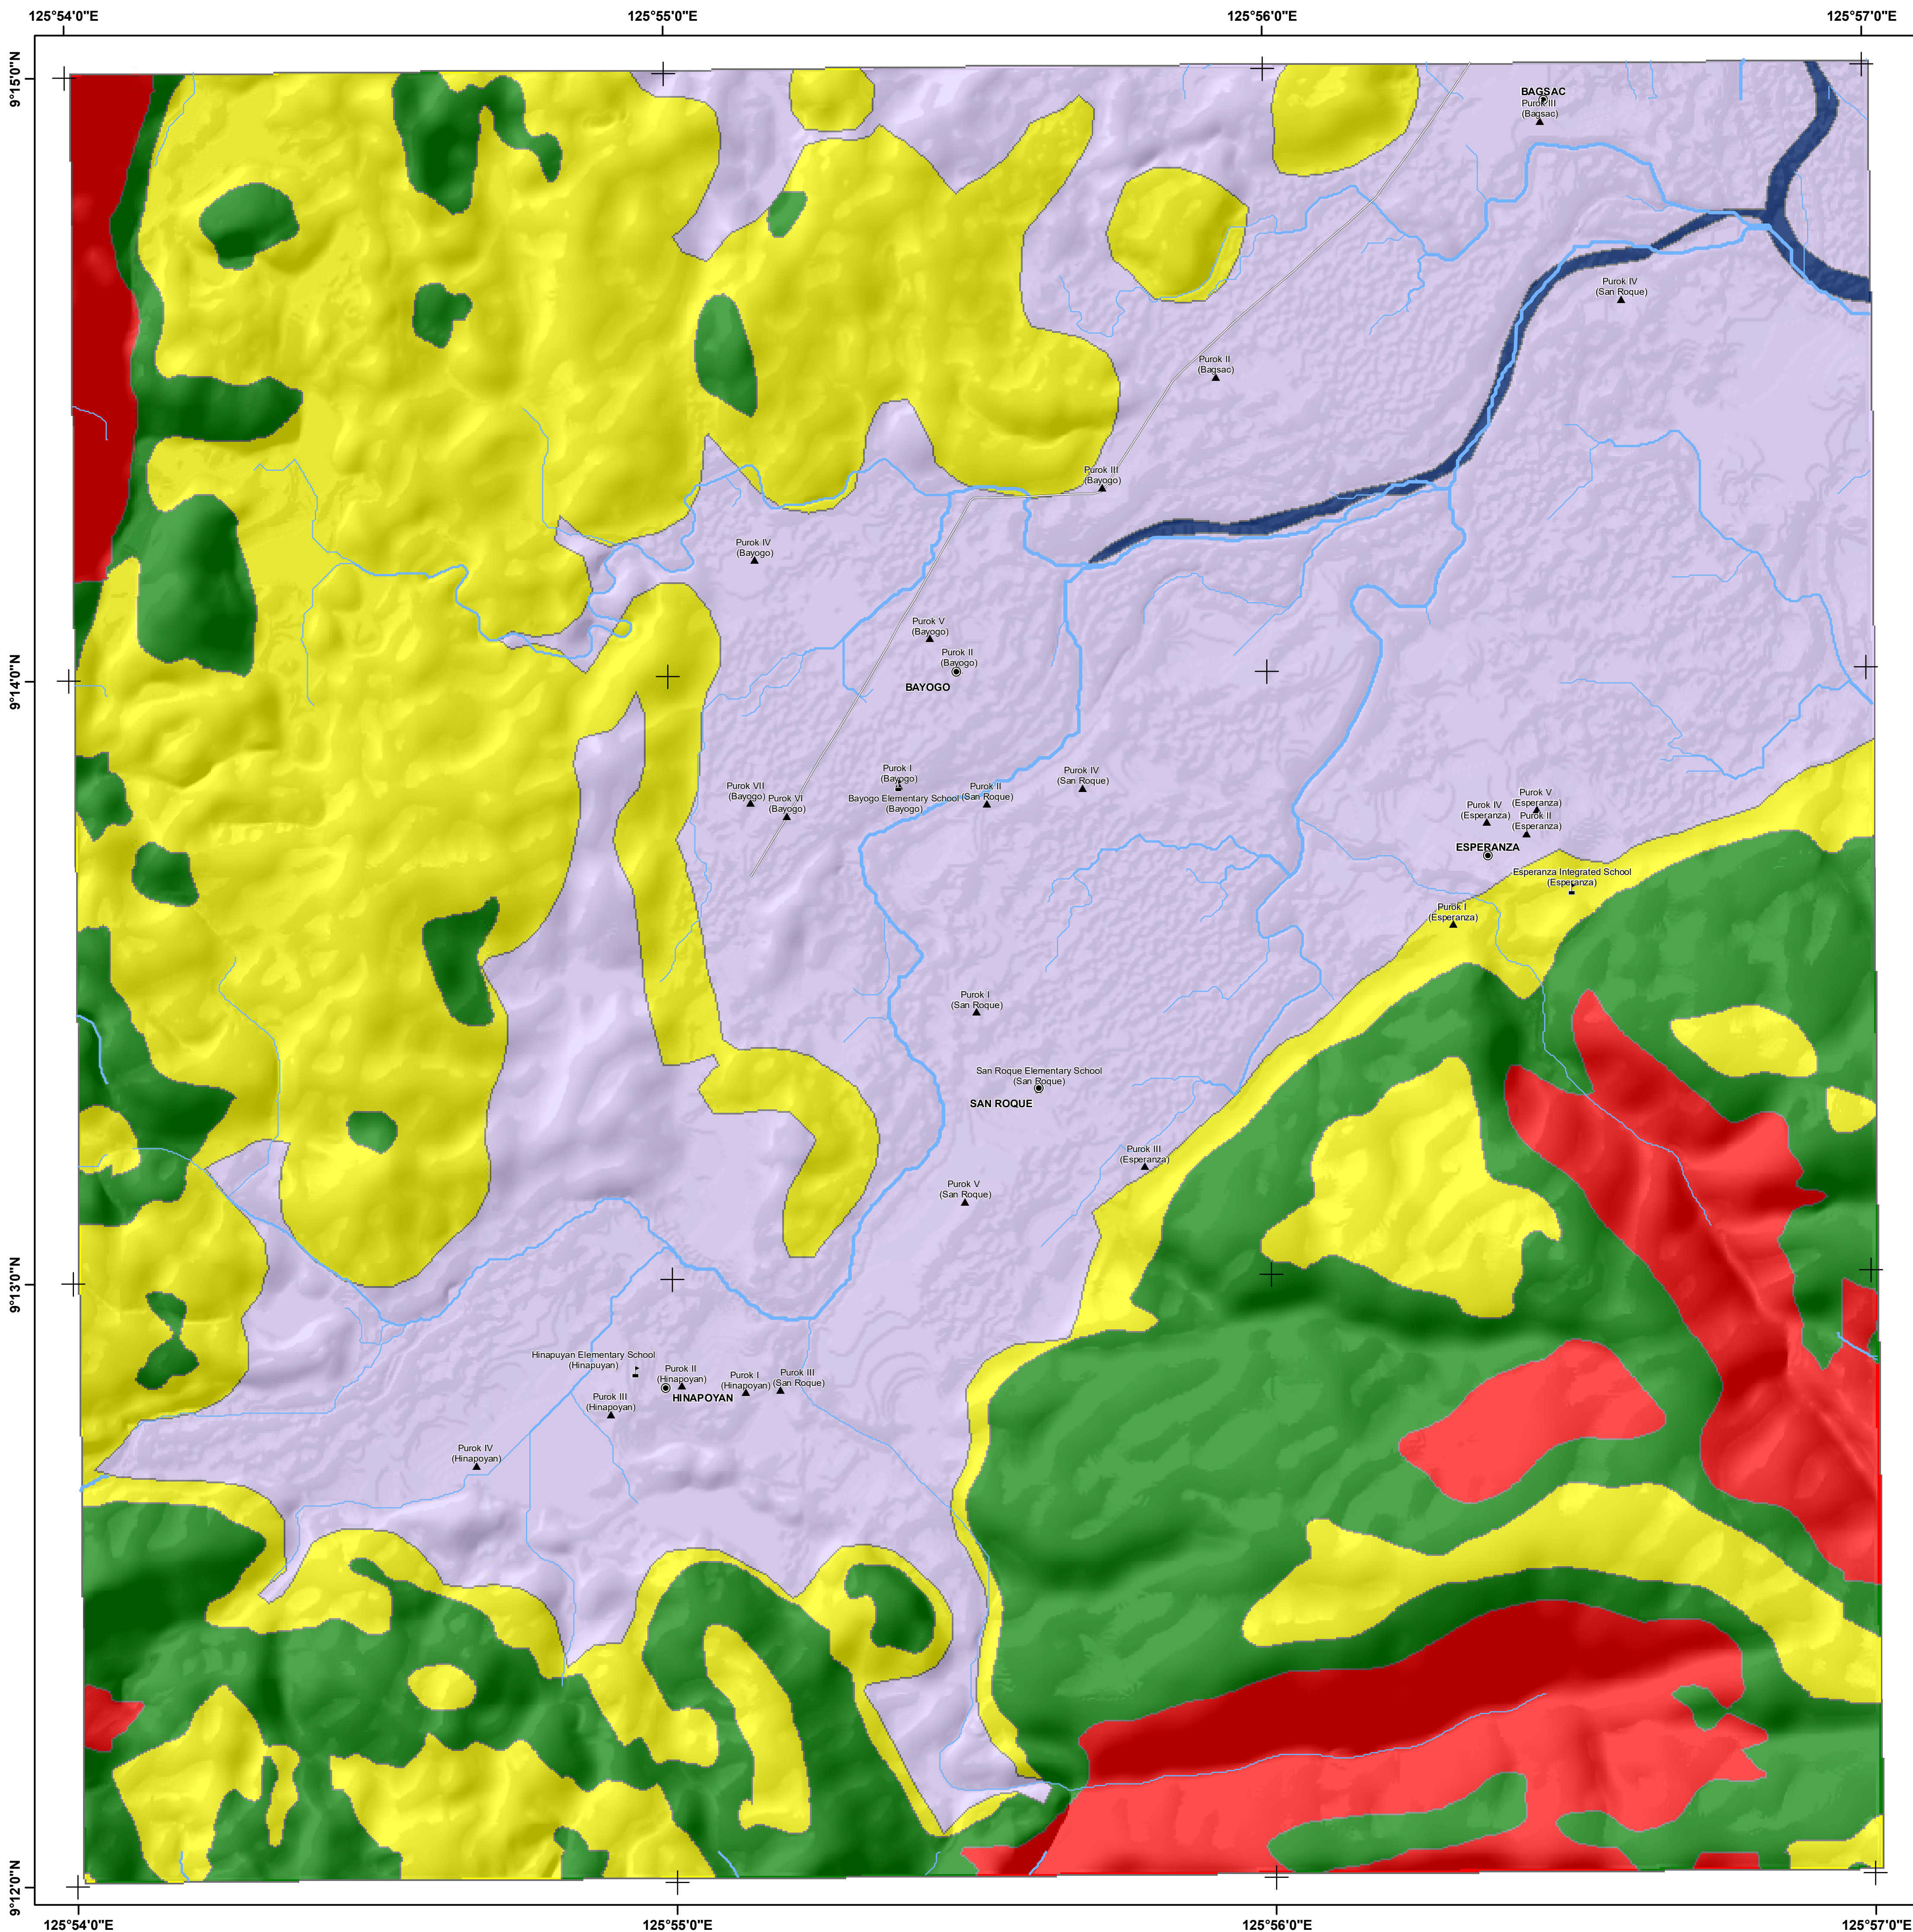 125°54'0"E
125°55'0"E
125°56'0"E
125°57'0"E
9°15'0"N
BAGSAC
Purok III
(Bagsac)
Purok IV
(San Roque)
Purok II
(Bagsac)
Purok III
(Bayogo)
Purok IV
(Bayogo)
Purok V
(Bayogo)
Purok II
(Bayogo)
BAYOGO
9°14'0"N
Purok I
(Bayogo)
Bayogo Elementary School
(Bayogo)
Purok VII
(Bayogo)
Purok VI
(Bayogo)
Purok II
(San Roque)
Purok IV
(San Roque)
Purok V
(Esperanza)
Purok IV
(Esperanza)
Purok II
(Esperanza)
ESPERANZA
Esperanza Integrated School
(Esperanza)
Purok I
(Esperanza)
Purok I
(San Roque)
San Roque Elementary School
(San Roque)
SAN ROQUE
Purok III
(Esperanza)
Purok V
(San Roque)
9°13'0"N
Hinapuyan Elementary School
(Hinapuyan)
Purok II
(Hinapoyan)
HINAPOYAN
Purok I
(Hinapoyan)
Purok III
(San Roque)
Purok III
(Hinapoyan)
Purok IV
(Hinapoyan)
9°12'0"N
125°54'0"E
125°55'0"E
125°56'0"E
125°57'0"E